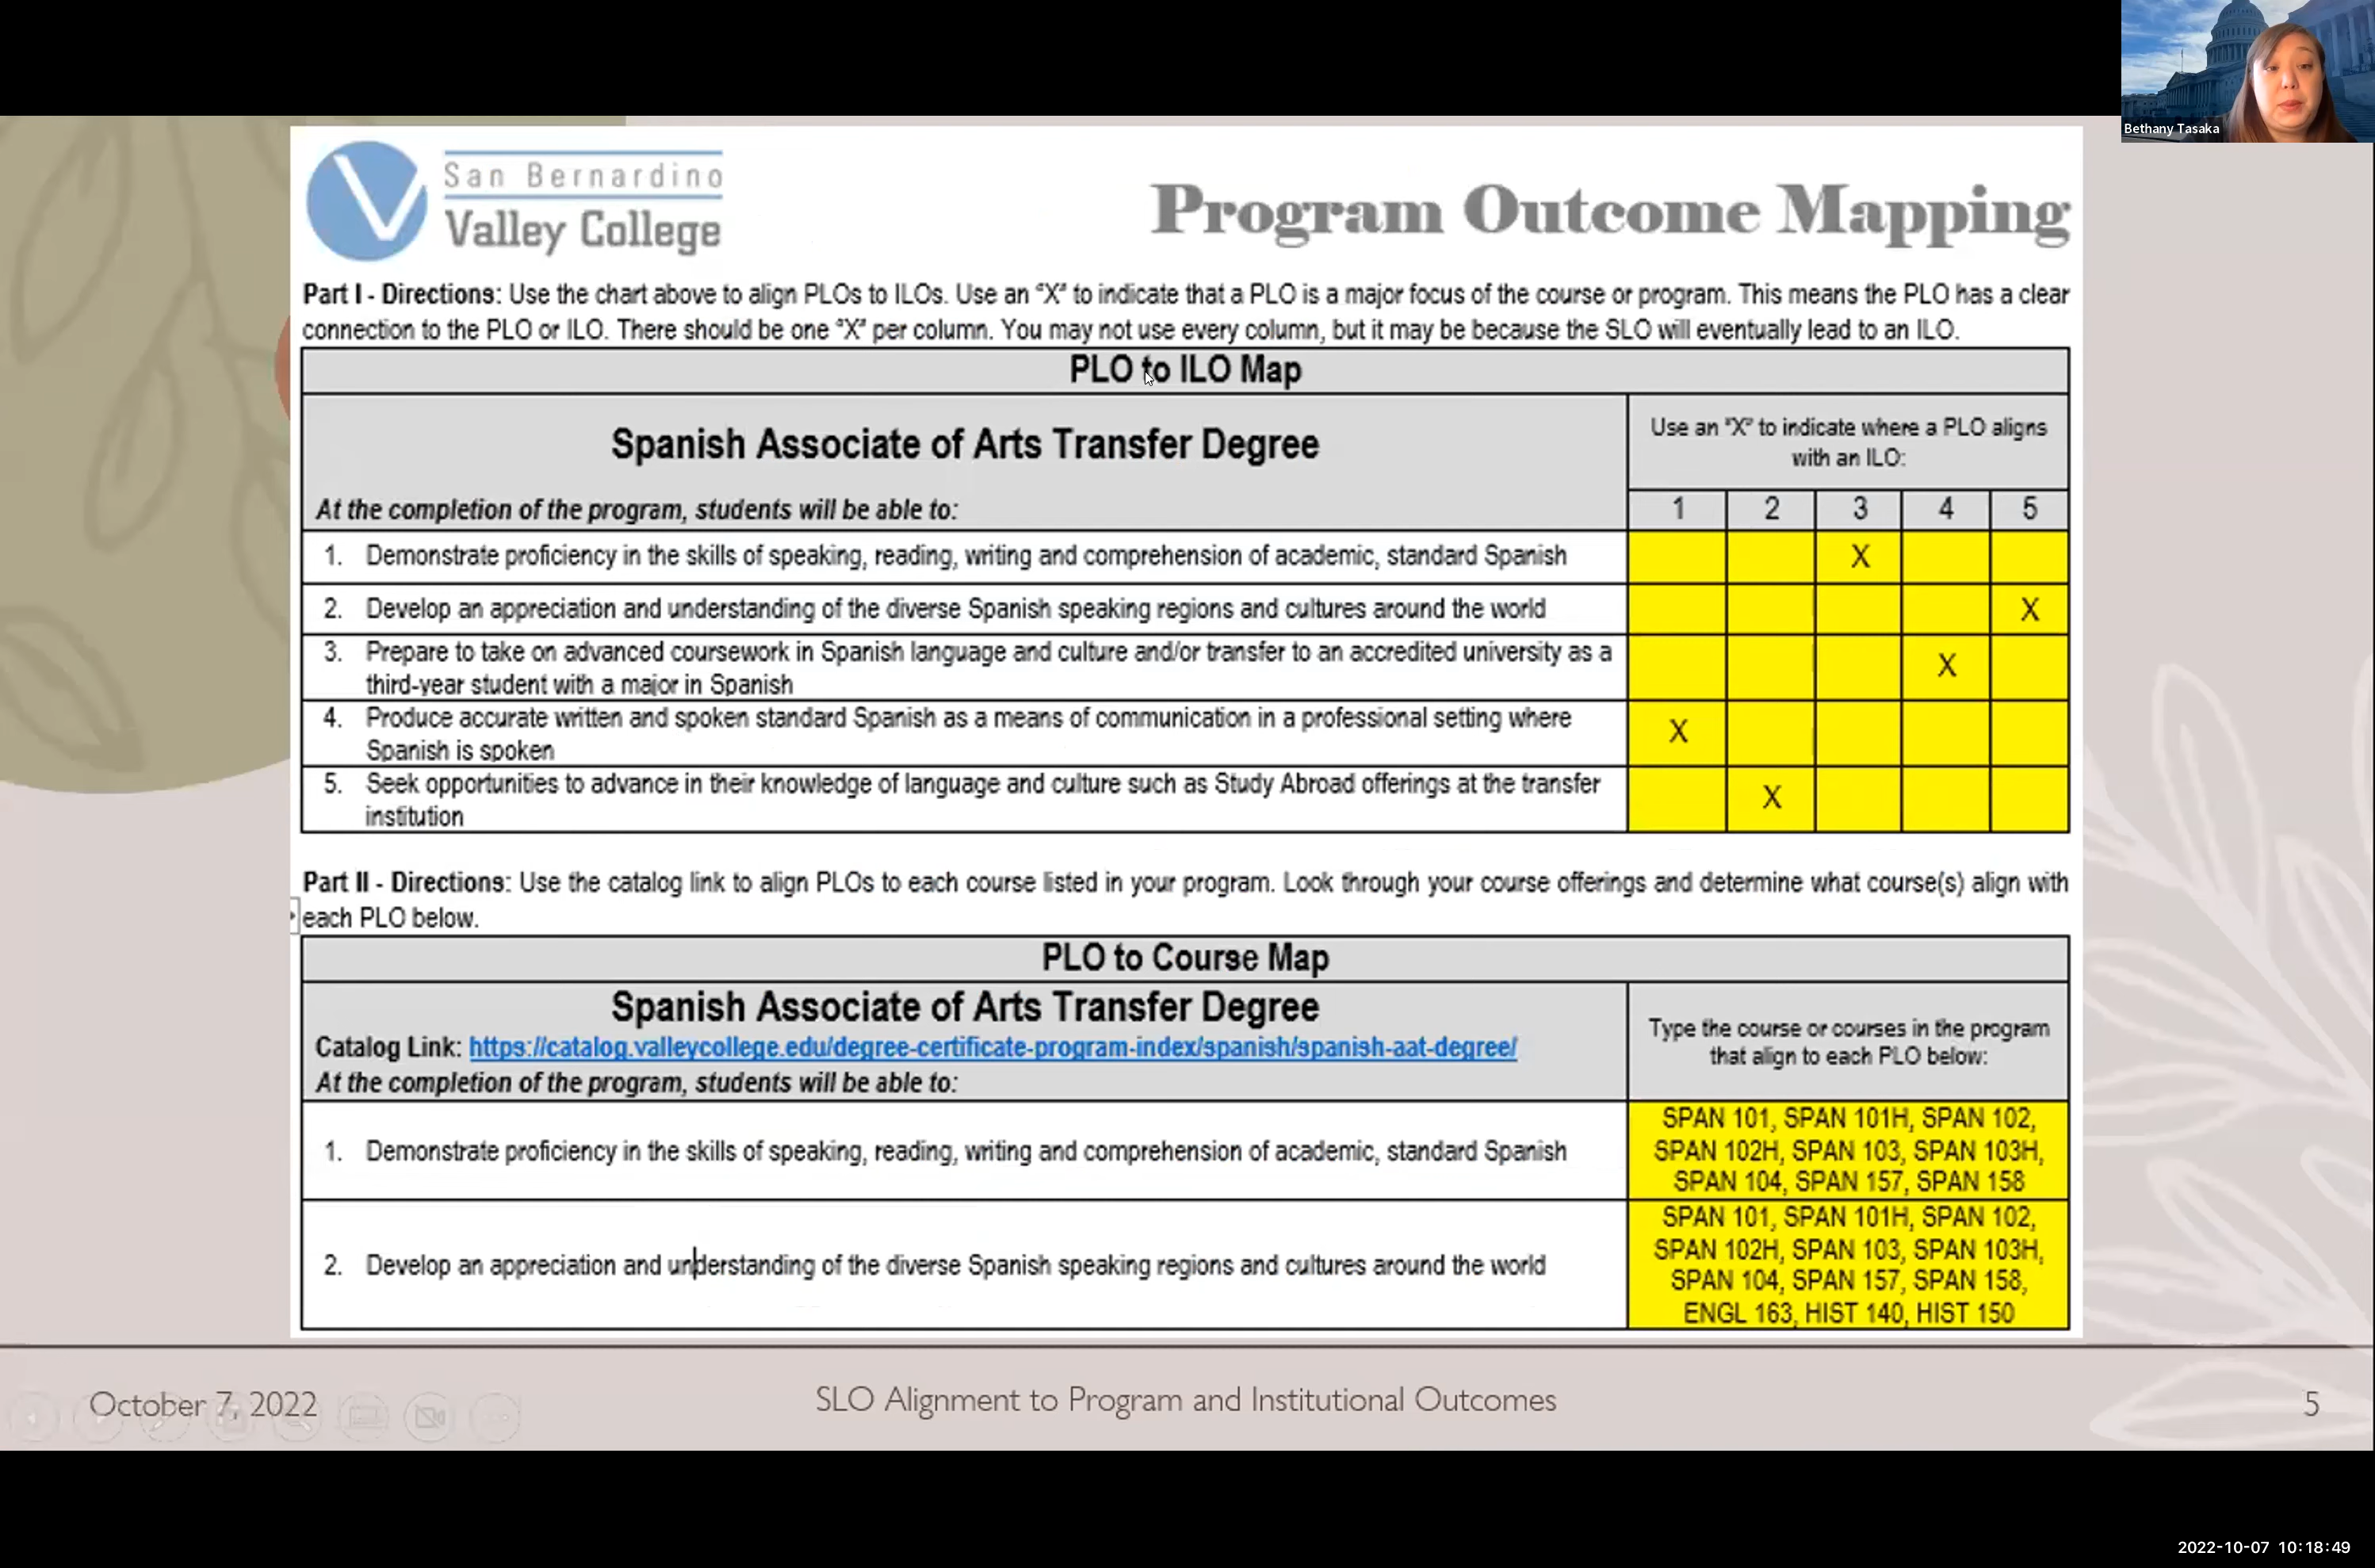 Bethany Tasaka
San Bernardino
Valley College
Program Outcome Mapping
Part I - Directions: Use the chart above to align PLOs to ILOs. Use an "X" to indicate that a PLO is a major focus of the course or program. This means the PLO has a clear
connection to the PLO or ILO. There should be one "X" per column. You may not use every column, but it may be because the SLO will eventually lead to an ILO.
PLO to ILO Map
Spanish Associate of Arts Transfer Degree
At the completion of the program, students will be able to:
Use an "X" to indicate where a PLO aligns
with an ILO:
1 2 3 4 5
1. Demonstrate proficiency in the skills of speaking, reading, writing and comprehension of academic, standard Spanish X
2. Develop an appreciation and understanding of the diverse Spanish speaking regions and cultures around the world X
3. Prepare to take on advanced coursework in Spanish language and culture and/or transfer to an accredited university as a
third-year student with a major in Spanish X
4. Produce accurate written and spoken standard Spanish as a means of communication in a professional setting where
Spanish is spoken X
5. Seek opportunities to advance in their knowledge of language and culture such as Study Abroad offerings at the transfer
institution X
Part II - Directions: Use the catalog link to align PLOs to each course listed in your program. Look through your course offerings and determine what course(s) align with
each PLO below.
PLO to Course Map
Spanish Associate of Arts Transfer Degree
Catalog Link: https://catalog.valleycollege.edu/degree-certificate-program-index/spanish/spanish-aat-degree/
At the completion of the program, students will be able to:
Type the course or courses in the program
that align to each PLO below:
1. Demonstrate proficiency in the skills of speaking, reading, writing and comprehension of academic, standard Spanish
SPAN 101, SPAN 101H, SPAN 102,
SPAN 102H, SPAN 103, SPAN 103H,
SPAN 104, SPAN 157, SPAN 158
2. Develop an appreciation and understanding of the diverse Spanish speaking regions and cultures around the world
SPAN 101, SPAN 101H, SPAN 102,
SPAN 102H, SPAN 103, SPAN 103H,
SPAN 104, SPAN 157, SPAN 158,
ENGL 163, HIST 140, HIST 150
October 7, 2022
SLO Alignment to Program and Institutional Outcomes
5
2022-10-07 10:18:49